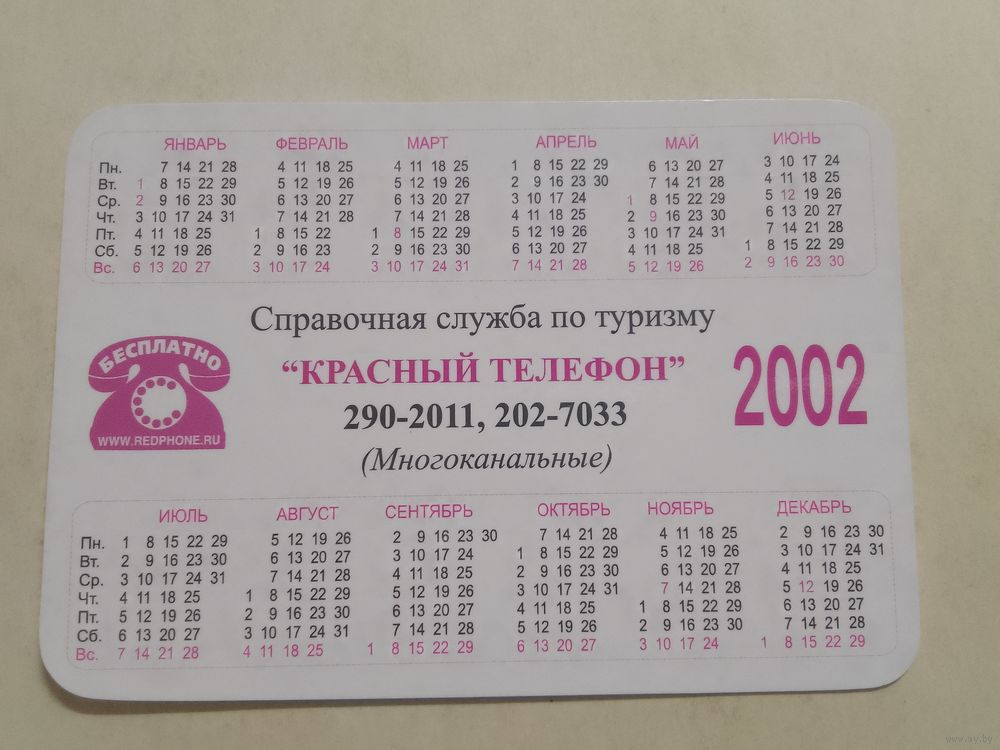 ЯНВАРЬ ФЕВРАЛЬ МАРТ АПРЕЛЬ МАЙ ИЮНЬ
Пн. 7 14 21 28 4 11 18 25 4 11 18 25 1 8 15 22 29 6 13 20 27 3 10 17 24
Вт. 1 8 15 22 29 5 12 19 26 5 12 19 26 2 9 16 23 30 7 14 21 28 4 11 18 25
Ср. 2 9 16 23 30 6 13 20 27 6 13 20 27 3 10 17 24 1 8 15 22 29 5 12 19 26
Чт. 3 10 17 24 31 7 14 21 28 7 14 21 28 4 11 18 25 2 9 16 23 30 6 13 20 27
Пт. 4 11 18 25 1 8 15 22 1 8 15 22 29 5 12 19 26 3 10 17 24 31 7 14 21 28
Сб. 5 12 19 26 2 9 16 23 2 9 16 23 30 6 13 20 27 4 11 18 25 1 8 15 22 29
Вс. 6 13 20 27 3 10 17 24 3 10 17 24 31 7 14 21 28 5 12 19 26 2 9 16 23 30
Справочная служба по туризму
БЕСПЛАТНО
WWW.REDPHONE.RU
“КРАСНЫЙ ТЕЛЕФОН”
290-2011, 202-7033
(Многоканальные)
2002
ИЮЛЬ АВГУСТ СЕНТЯБРЬ ОКТЯБРЬ НОЯБРЬ ДЕКАБРЬ
Пн. 1 8 15 22 29 5 12 19 26 2 9 16 23 30 7 14 21 28 4 11 18 25 2 9 16 23 30
Вт. 2 9 16 23 30 6 13 20 27 3 10 17 24 1 8 15 22 29 5 12 19 26 3 10 17 24 31
Ср. 3 10 17 24 31 7 14 21 28 4 11 18 25 2 9 16 23 30 6 13 20 27 4 11 18 25
Чт. 4 11 18 25 1 8 15 22 29 5 12 19 26 3 10 17 24 31 7 14 21 28 5 12 19 26
Пт. 5 12 19 26 2 9 16 23 30 6 13 20 27 4 11 18 25 1 8 15 22 29 6 13 20 27
Сб. 6 13 20 27 3 10 17 24 31 7 14 21 28 5 12 19 26 2 9 16 23 30 7 14 21 28
Вс. 7 14 21 28 4 11 18 25 1 8 15 22 29 6 13 20 27 3 10 17 24 1 8 15 22 29
www.ay.by